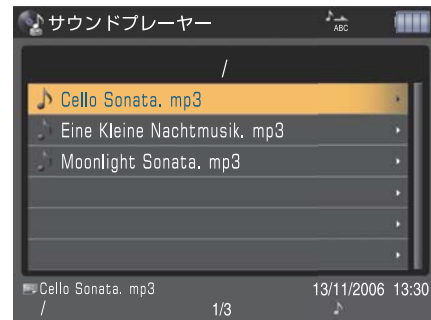 サウンドプレーヤー
ABC
/
Cello Sonata. mp3
Eine Kleine Nachtmusik. mp3
Moonlight Sonata. mp3
Cello Sonata. mp3 13/11/2006 13:30
/ 1/3